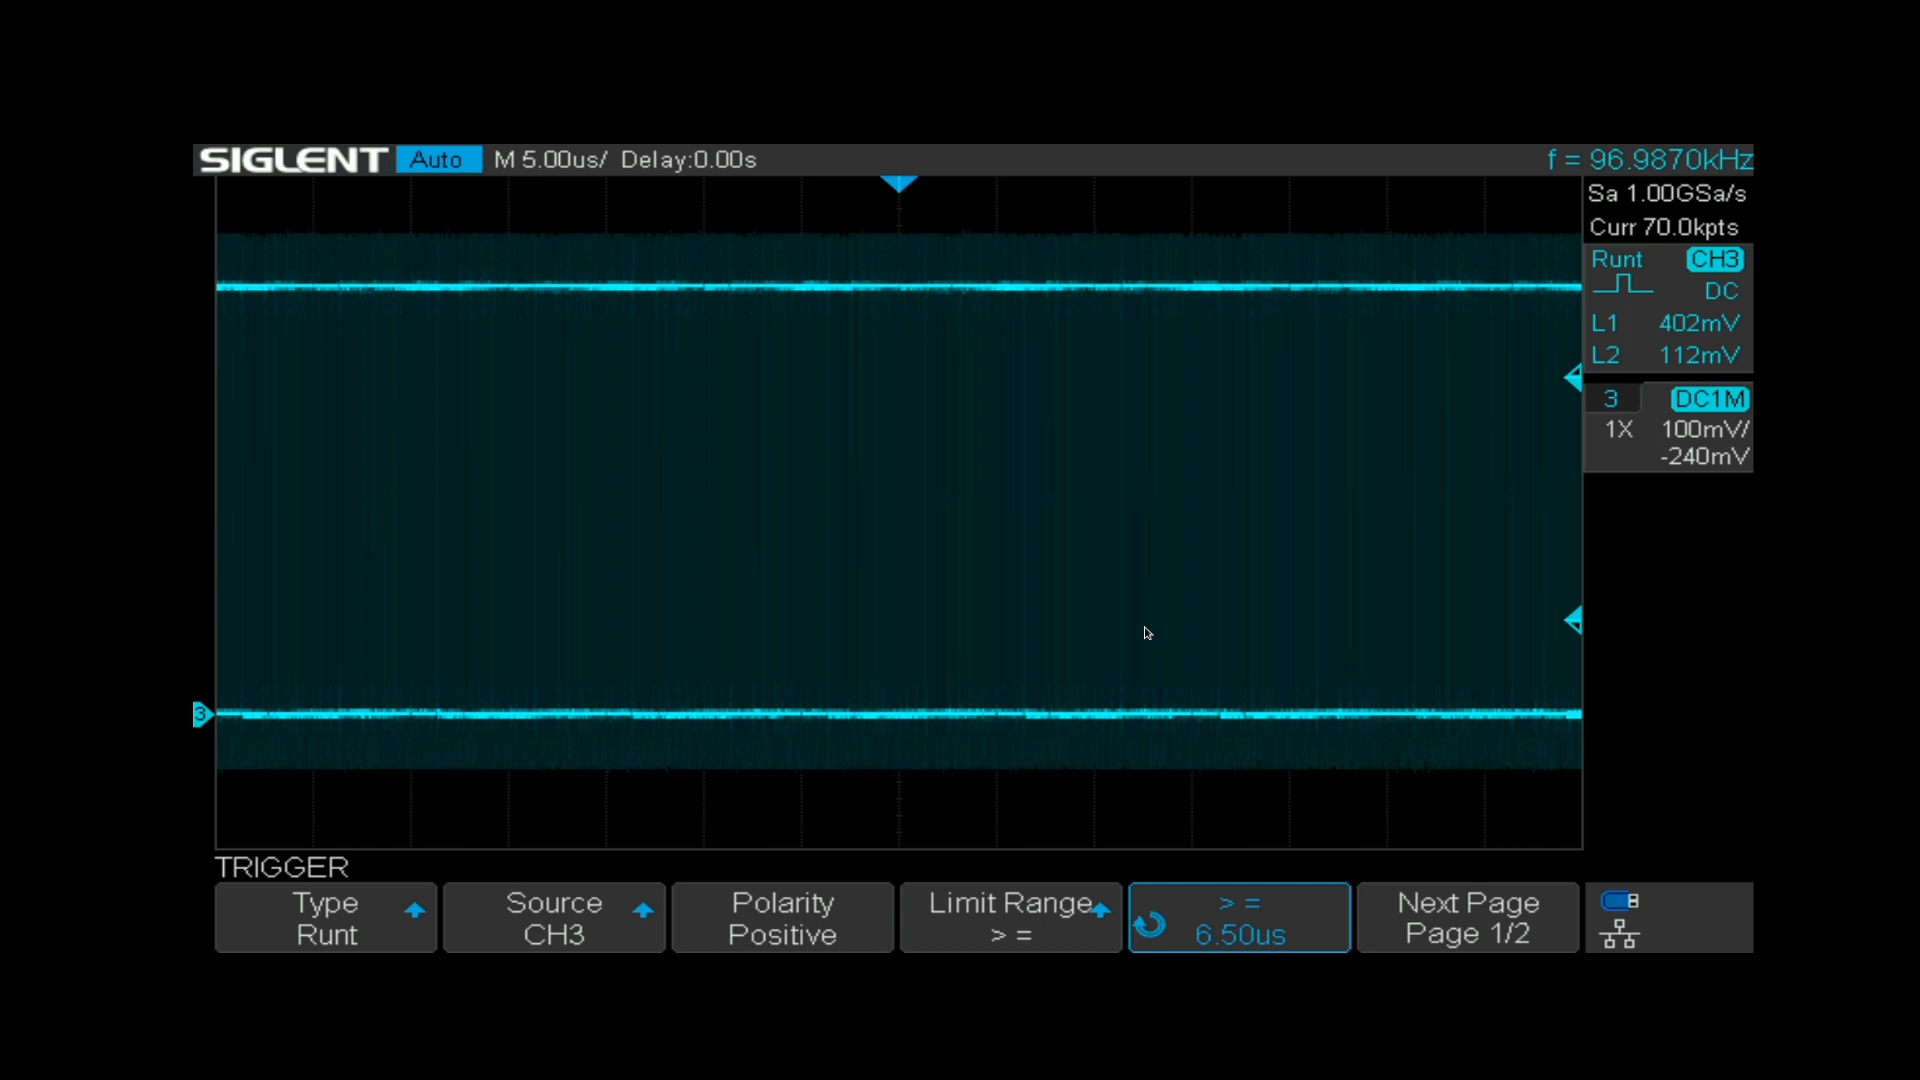 SIGLENT Auto M 5.00us/ Delay:0.00s f = 96.9870kHz
Sa 1.00GSa/s
Curr 70.0kpts
Runt CH3
DC
L1 402mV
L2 112mV
3 DC1M
1X 100mV/
-240mV
3
TRIGGER
Type
Runt
Source
CH3
Polarity
Positive
Limit Range
> =
> =
6.50us
Next Page
Page 1/2